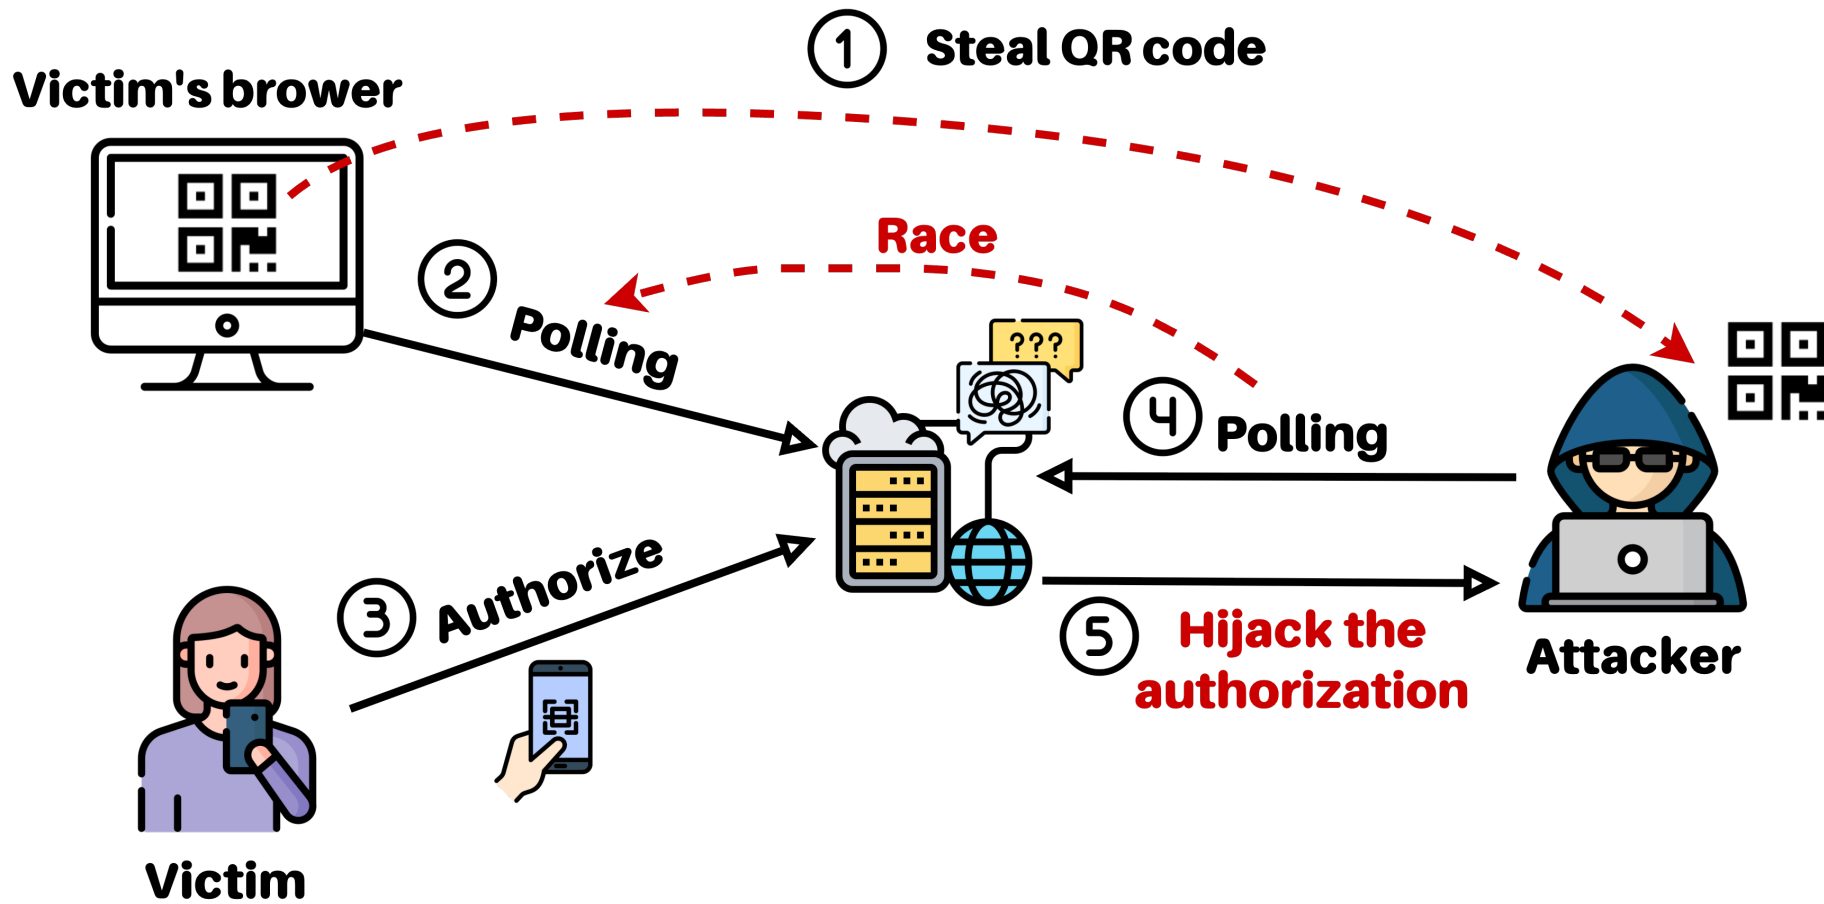 1 Steal QR code
Victim's brower
Race
2 Polling
???
4 Polling
3 Authorize
5 Hijack the
authorization
Attacker
Victim